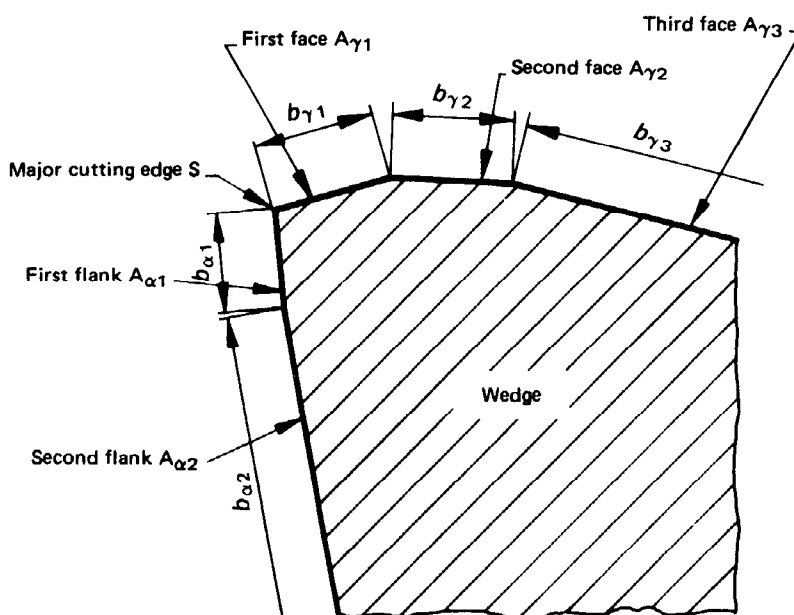 Third face Aγ3
First face Aγ1
Second face Aγ2
bγ1
bγ2
bγ3
Major cutting edge S
bα1
First flank Aα1
Wedge
Second flank Aα2
bα2